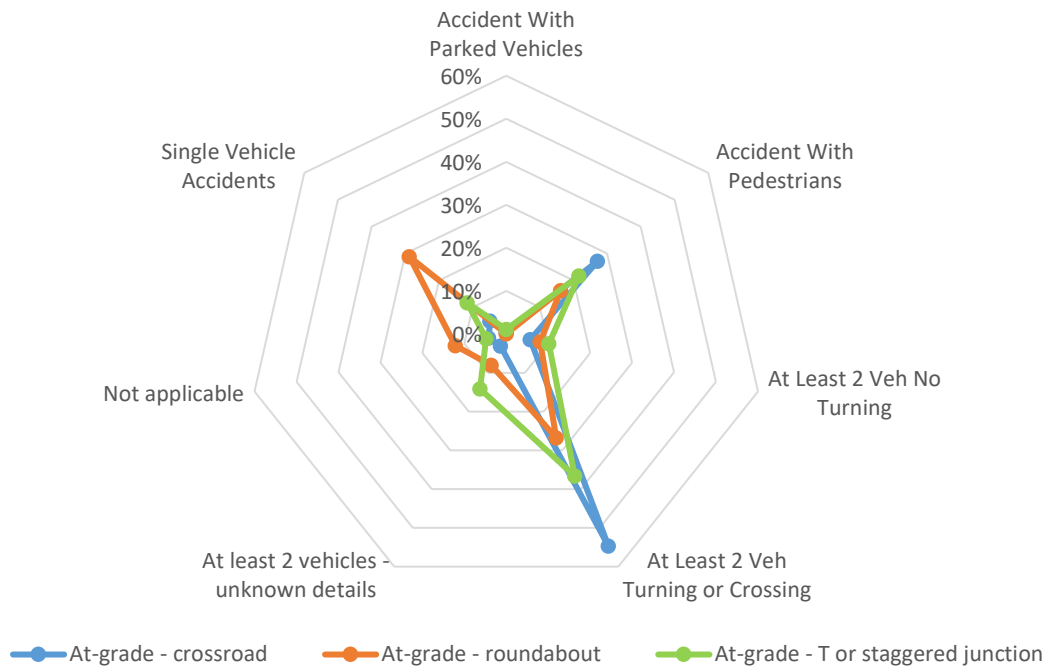 Accident With
Parked Vehicles
60%
50%
40%
30%
20%
10%
0%
Accident With
Pedestrians
At Least 2 Veh No
Turning
At Least 2 Veh
Turning or Crossing
At least 2 vehicles -
unknown details
Not applicable
Single Vehicle
Accidents
At-grade - crossroad
At-grade - roundabout
At-grade - T or staggered junction